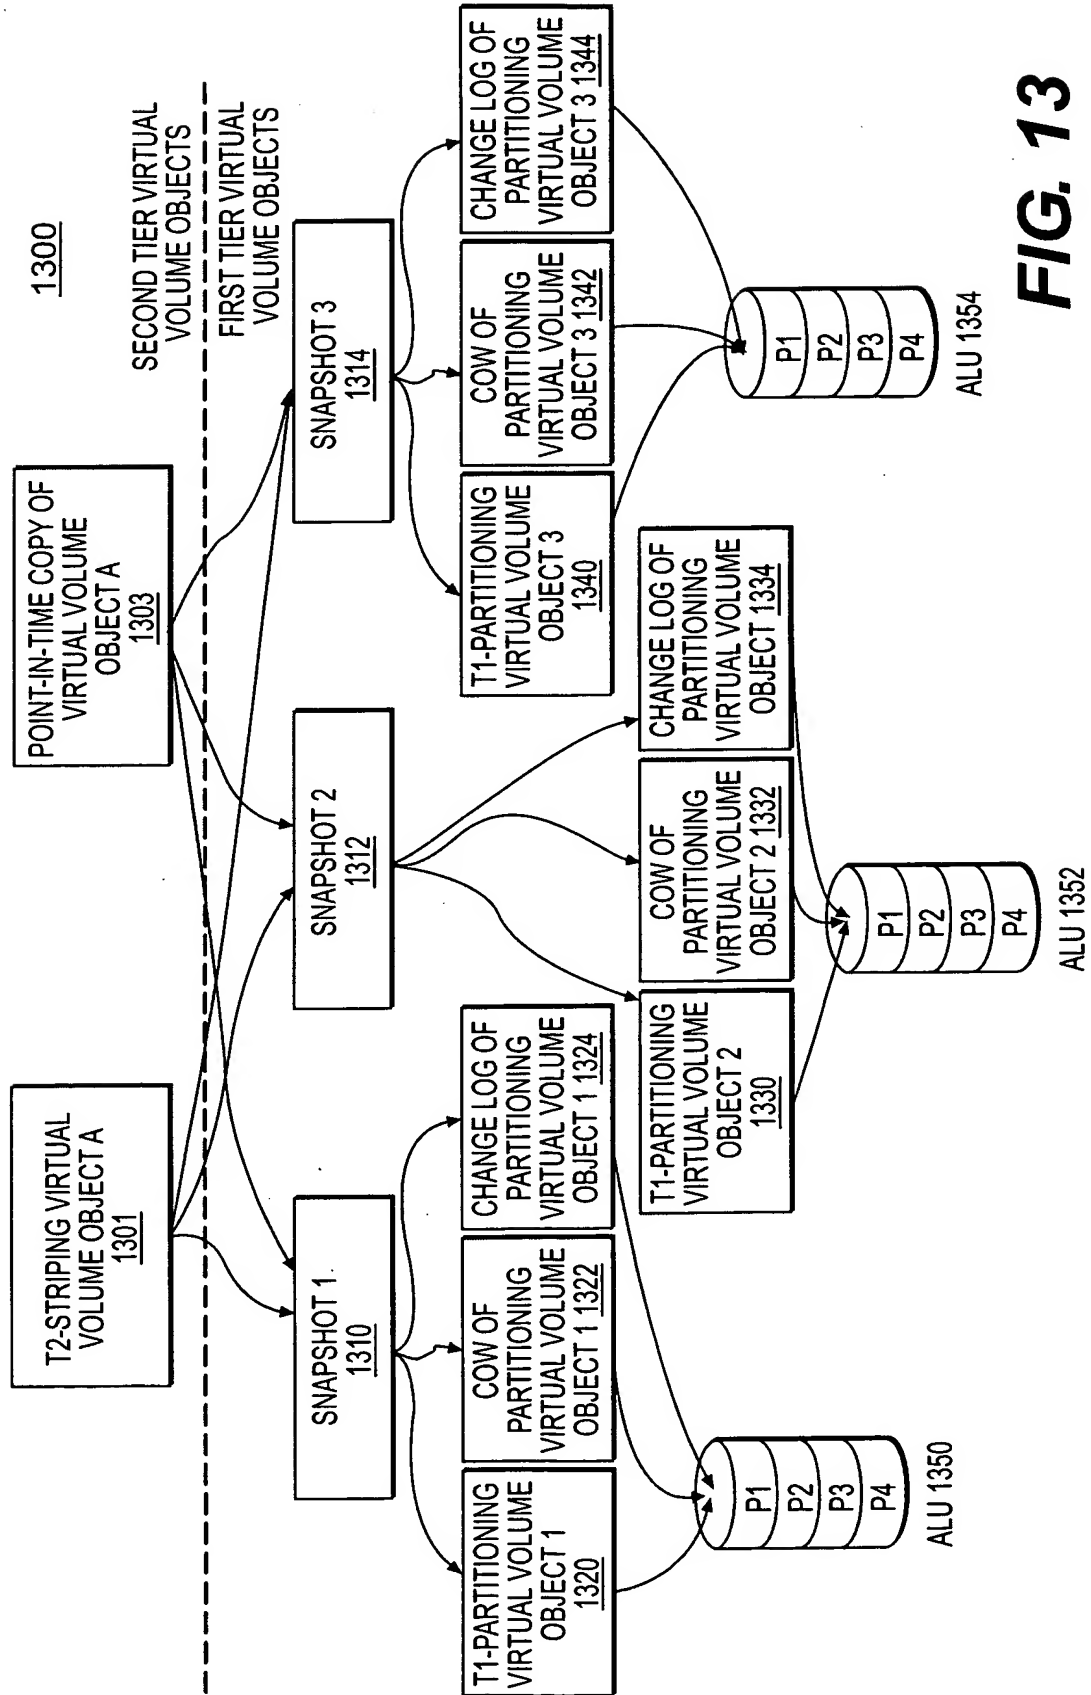 1300
T2-STRIPING VIRTUAL
VOLUME OBJECT A
1301
POINT-IN-TIME COPY OF
VIRTUAL VOLUME
OBJECT A
1303
SECOND TIER VIRTUAL
VOLUME OBJECTS
FIRST TIER VIRTUAL
VOLUME OBJECTS
SNAPSHOT 1
1310
SNAPSHOT 2
1312
SNAPSHOT 3
1314
T1-PARTITIONING
VIRTUAL VOLUME
OBJECT 1
1320
COW OF
PARTITIONING
VIRTUAL VOLUME
OBJECT 1 1322
CHANGE LOG OF
PARTITIONING
VIRTUAL VOLUME
OBJECT 1 1324
T1-PARTITIONING
VIRTUAL VOLUME
OBJECT 3
1340
COW OF
PARTITIONING
VIRTUAL VOLUME
OBJECT 3 1342
CHANGE LOG OF
PARTITIONING
VIRTUAL VOLUME
OBJECT 3 1344
T1-PARTITIONING
VIRTUAL VOLUME
OBJECT 2
1330
COW OF
PARTITIONING
VIRTUAL VOLUME
OBJECT 2 1332
CHANGE LOG OF
PARTITIONING
VIRTUAL VOLUME
OBJECT 1334
P1
P2
P3
P4
ALU 1350
P1
P2
P3
P4
ALU 1352
P1
P2
P3
P4
ALU 1354
FIG. 13